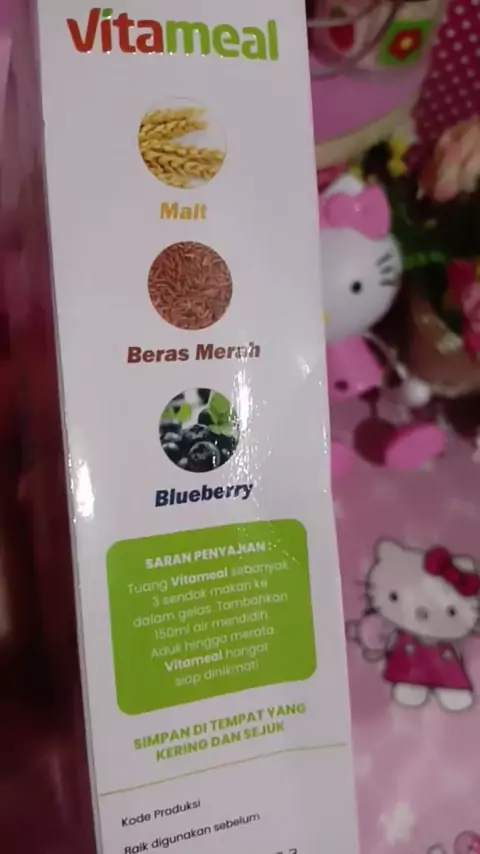 Vitameal
Malt
Beras Merah
Blueberry
SARAN PENYAJIAN :
Tuang Vitameal sebanyak
3 sendok makan ke
dalam gelas. Tambahkan
150ml air mendidih.
Aduk hingga merata.
Vitameal hangat
siap dinikmati
SIMPAN DI TEMPAT YANG
KERING DAN SEJUK
Kode Produksi
Baik digunakan sebelum